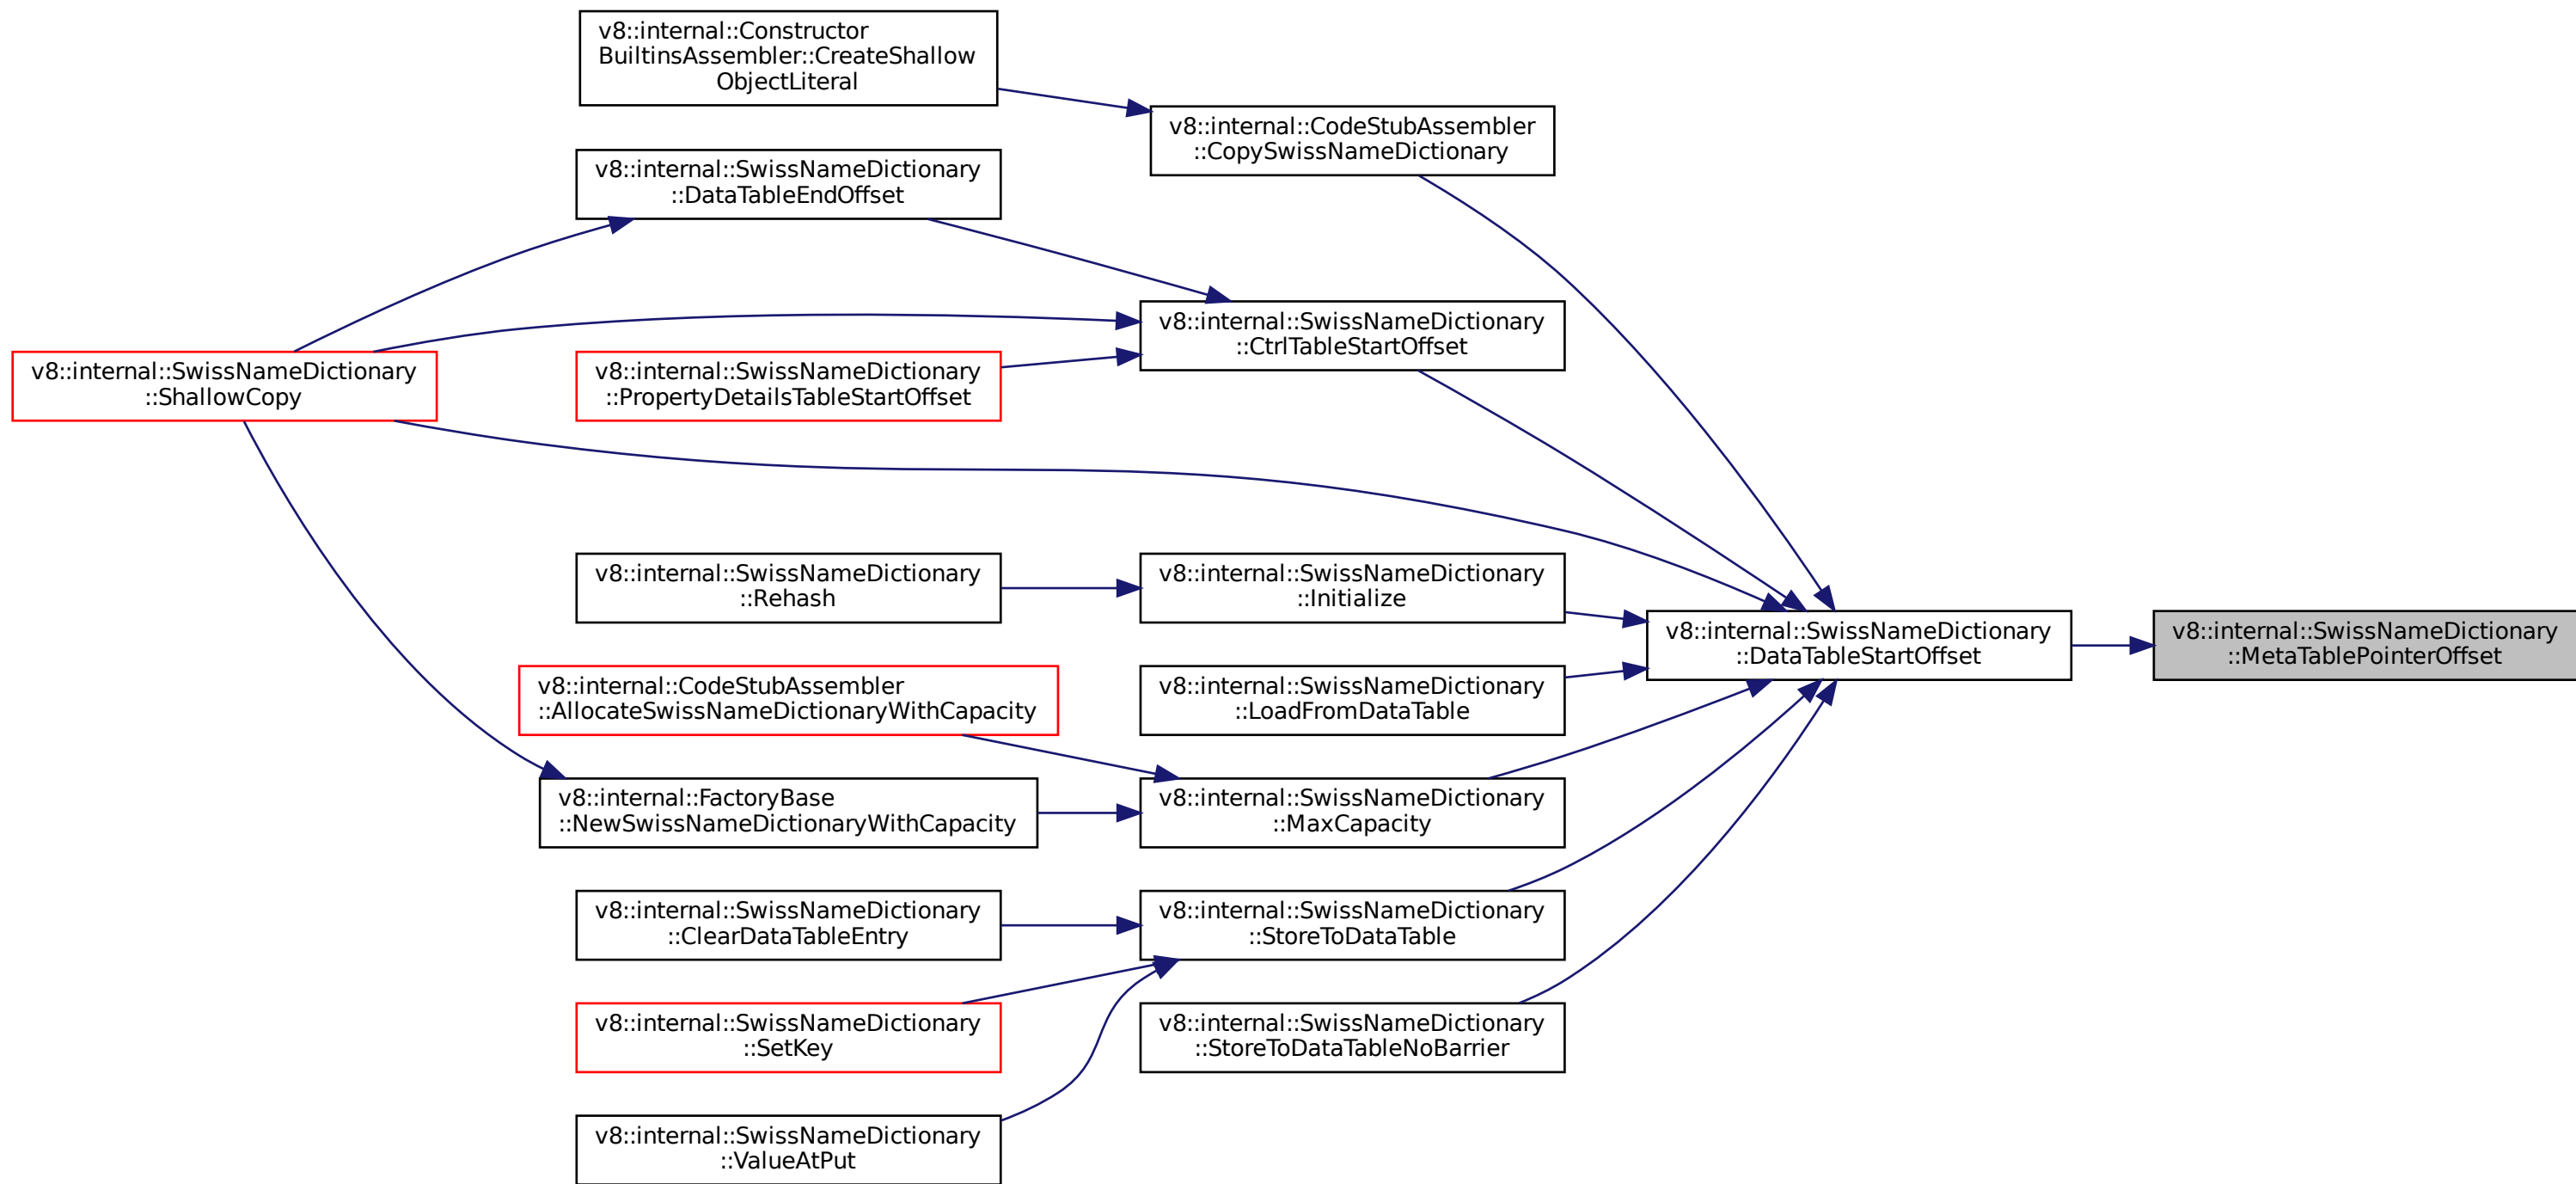 v8::internal::Constructor
BuiltinsAssembler::CreateShallow
ObjectLiteral
v8::internal::CodeStubAssembler
::CopySwissNameDictionary
v8::internal::SwissNameDictionary
::DataTableEndOffset
v8::internal::SwissNameDictionary
::CtrlTableStartOffset
v8::internal::SwissNameDictionary
::ShallowCopy
v8::internal::SwissNameDictionary
::PropertyDetailsTableStartOffset
v8::internal::SwissNameDictionary
::Rehash
v8::internal::SwissNameDictionary
::Initialize
v8::internal::SwissNameDictionary
::DataTableStartOffset
v8::internal::SwissNameDictionary
::MetaTablePointerOffset
v8::internal::CodeStubAssembler
::AllocateSwissNameDictionaryWithCapacity
v8::internal::SwissNameDictionary
::LoadFromDataTable
v8::internal::FactoryBase
::NewSwissNameDictionaryWithCapacity
v8::internal::SwissNameDictionary
::MaxCapacity
v8::internal::SwissNameDictionary
::ClearDataTableEntry
v8::internal::SwissNameDictionary
::StoreToDataTable
v8::internal::SwissNameDictionary
::SetKey
v8::internal::SwissNameDictionary
::StoreToDataTableNoBarrier
v8::internal::SwissNameDictionary
::ValueAtPut